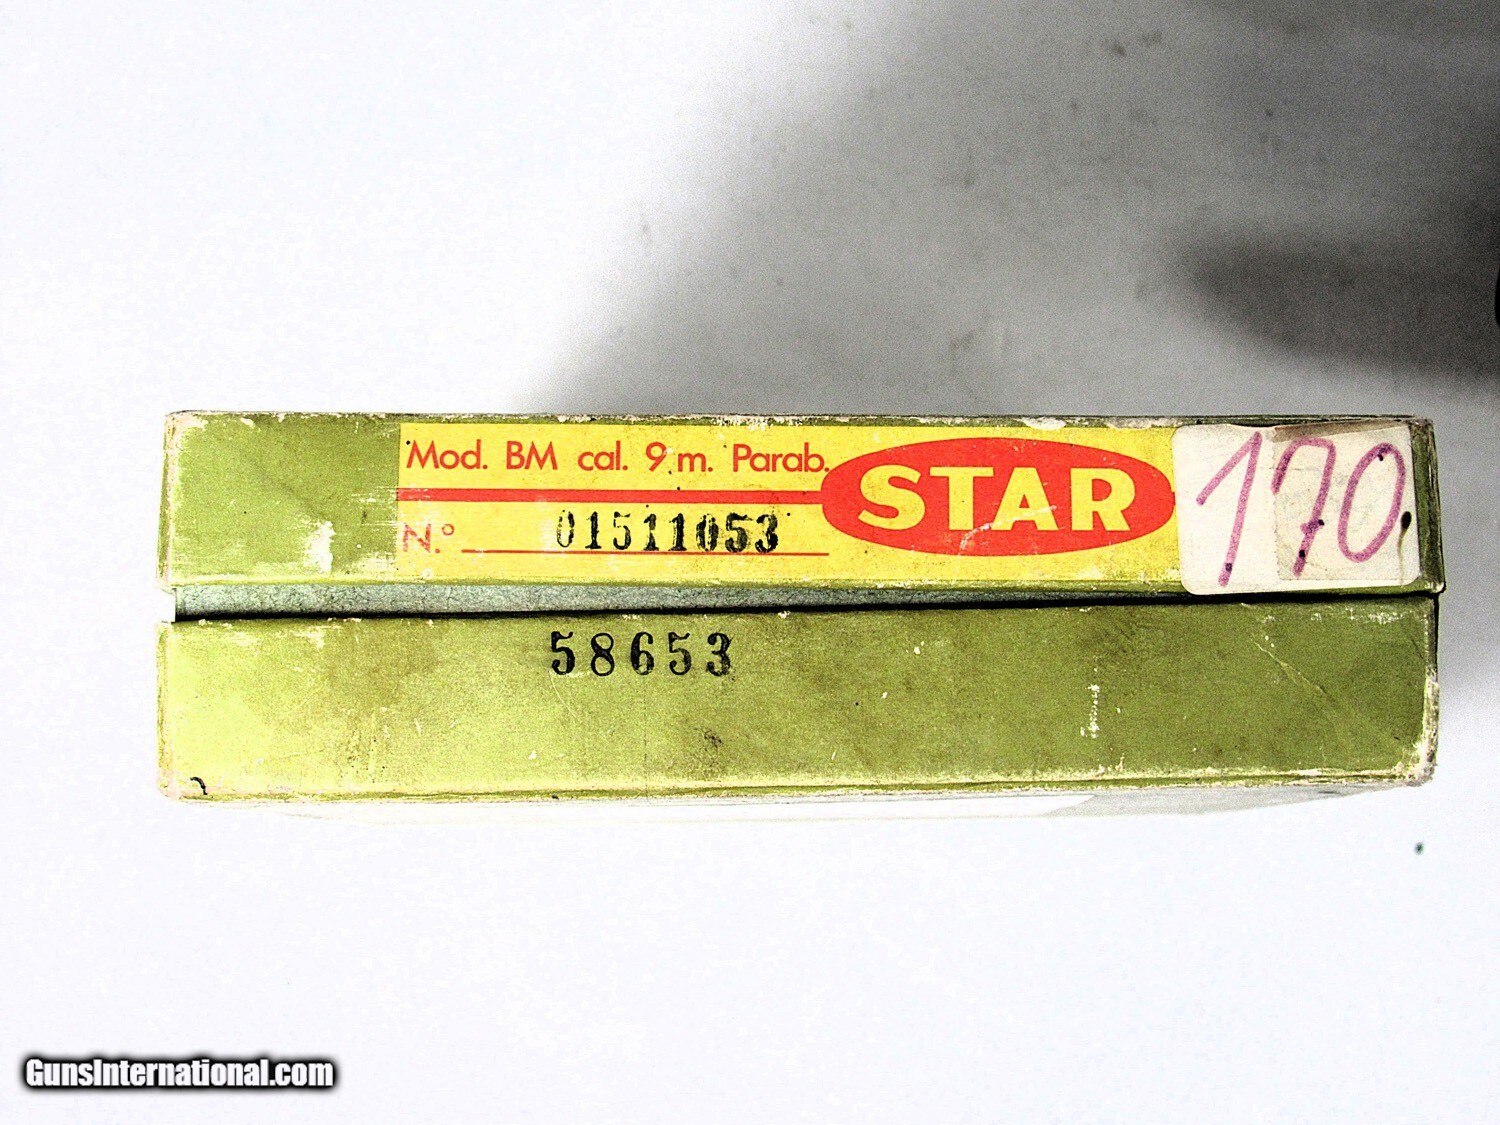 Mod. BM cal. 9 m. Parab.
STAR
N.º 01511053
170
58653
GunsInternational.com